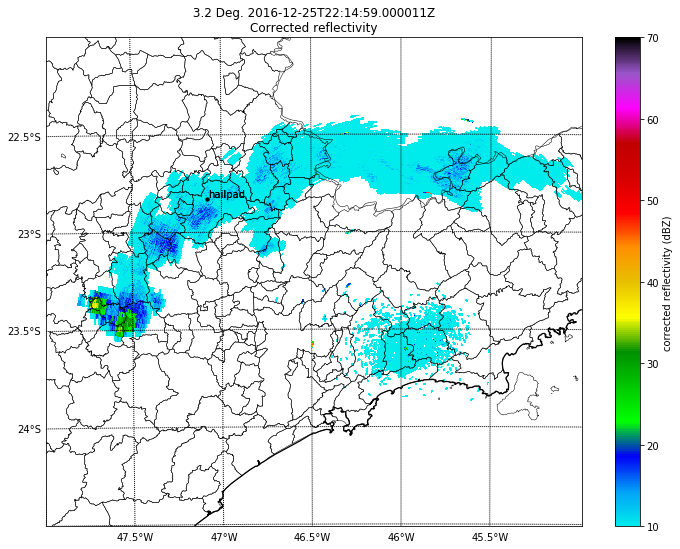 3.2 Deg. 2016-12-25T22:14:59.000011Z
Corrected reflectivity
22.5°S
23°S
23.5°S
24°S
hailpad
47.5°W
47°W
46.5°W
46°W
45.5°W
70
60
50
40
30
20
10
corrected reflectivity (dBZ)